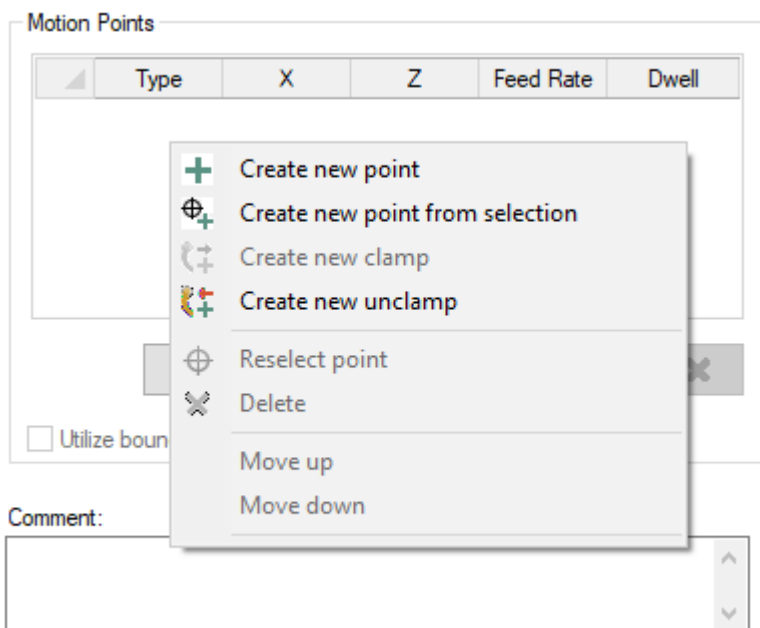 Motion Points
Type X Z Feed Rate Dwell
Create new point
Create new point from selection
Create new clamp
Create new unclamp
Reselect point
Delete
Utilize boun
Move up
Move down
Comment: